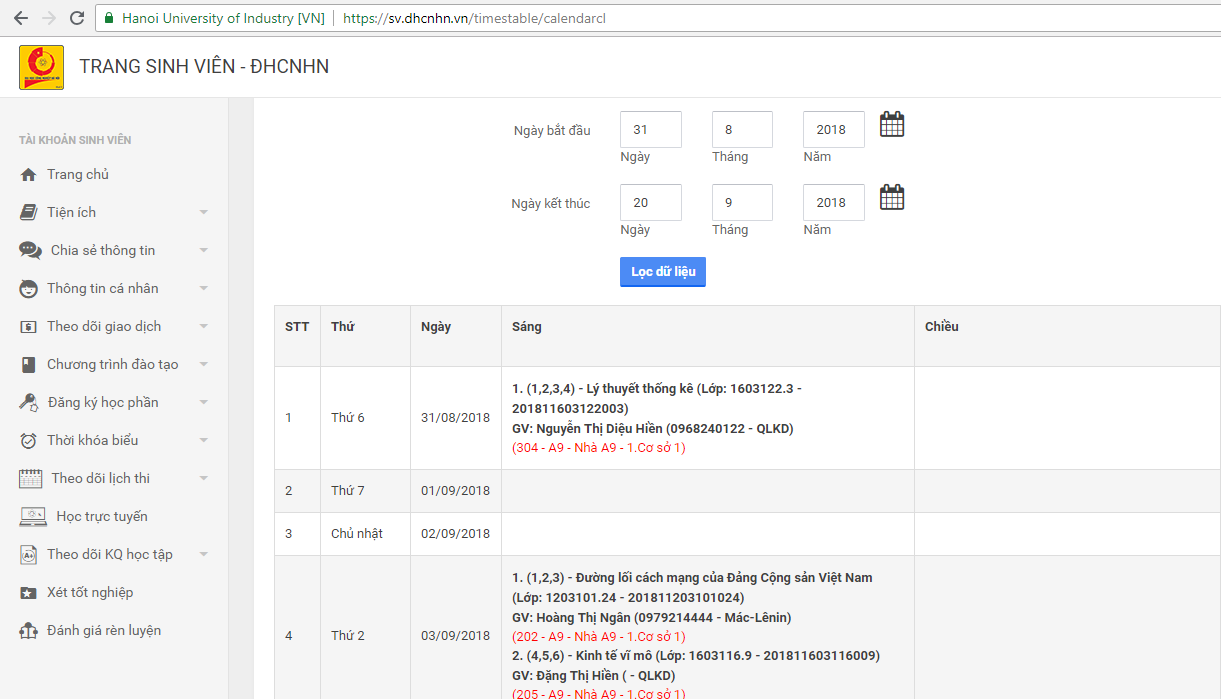 Hanoi University of Industry [VN] | https://sv.dhcnhn.vn/timestable/calendarcl
TRANG SINH VIÊN - ĐHCNHN
TÀI KHOẢN SINH VIÊN
Trang chủ
Tiện ích
Chia sẻ thông tin
Thông tin cá nhân
Theo dõi giao dịch
Chương trình đào tạo
Đăng ký học phần
Thời khóa biểu
Theo dõi lịch thi
Học trực tuyến
Theo dõi KQ học tập
Xét tốt nghiệp
Đánh giá rèn luyện
Ngày bắt đầu 31 8 2018
Ngày Tháng Năm
Ngày kết thúc 20 9 2018
Ngày Tháng Năm
Lọc dữ liệu
STT Thứ Ngày Sáng Chiều
1 Thứ 6 31/08/2018
1. (1,2,3,4) - Lý thuyết thống kê (Lớp: 1603122.3 -
201811603122003)
GV: Nguyễn Thị Diệu Hiền (0968240122 - QLKD)
(304 - A9 - Nhà A9 - 1.Cơ sở 1)
2 Thứ 7 01/09/2018
3 Chủ nhật 02/09/2018
4 Thứ 2 03/09/2018
1. (1,2,3) - Đường lối cách mạng của Đảng Cộng sản Việt Nam
(Lớp: 1203101.24 - 201811203101024)
GV: Hoàng Thị Ngân (0979214444 - Mác-Lênin)
(202 - A9 - Nhà A9 - 1.Cơ sở 1)
2. (4,5,6) - Kinh tế vĩ mô (Lớp: 1603116.9 - 201811603116009)
GV: Đặng Thị Hiền ( - QLKD)
(205 - A9 - Nhà A9 - 1.Cơ sở 1)